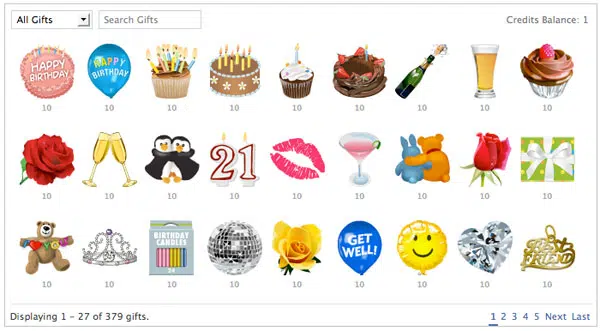 All Gifts
Search Gifts
Credits Balance: 1
HAPPY BIRTHDAY
HAPPY BIRTHDAY
10 10 10 10 10 10 10 10 10
21
10 10 10 10 10 10 10 10 10
LOVE
BIRTHDAY CANDLES
24
GET WELL!
BEST FRIEND
10 10 10 10 10 10 10 10 10
Displaying 1 – 27 of 379 gifts.
1 2 3 4 5 Next Last